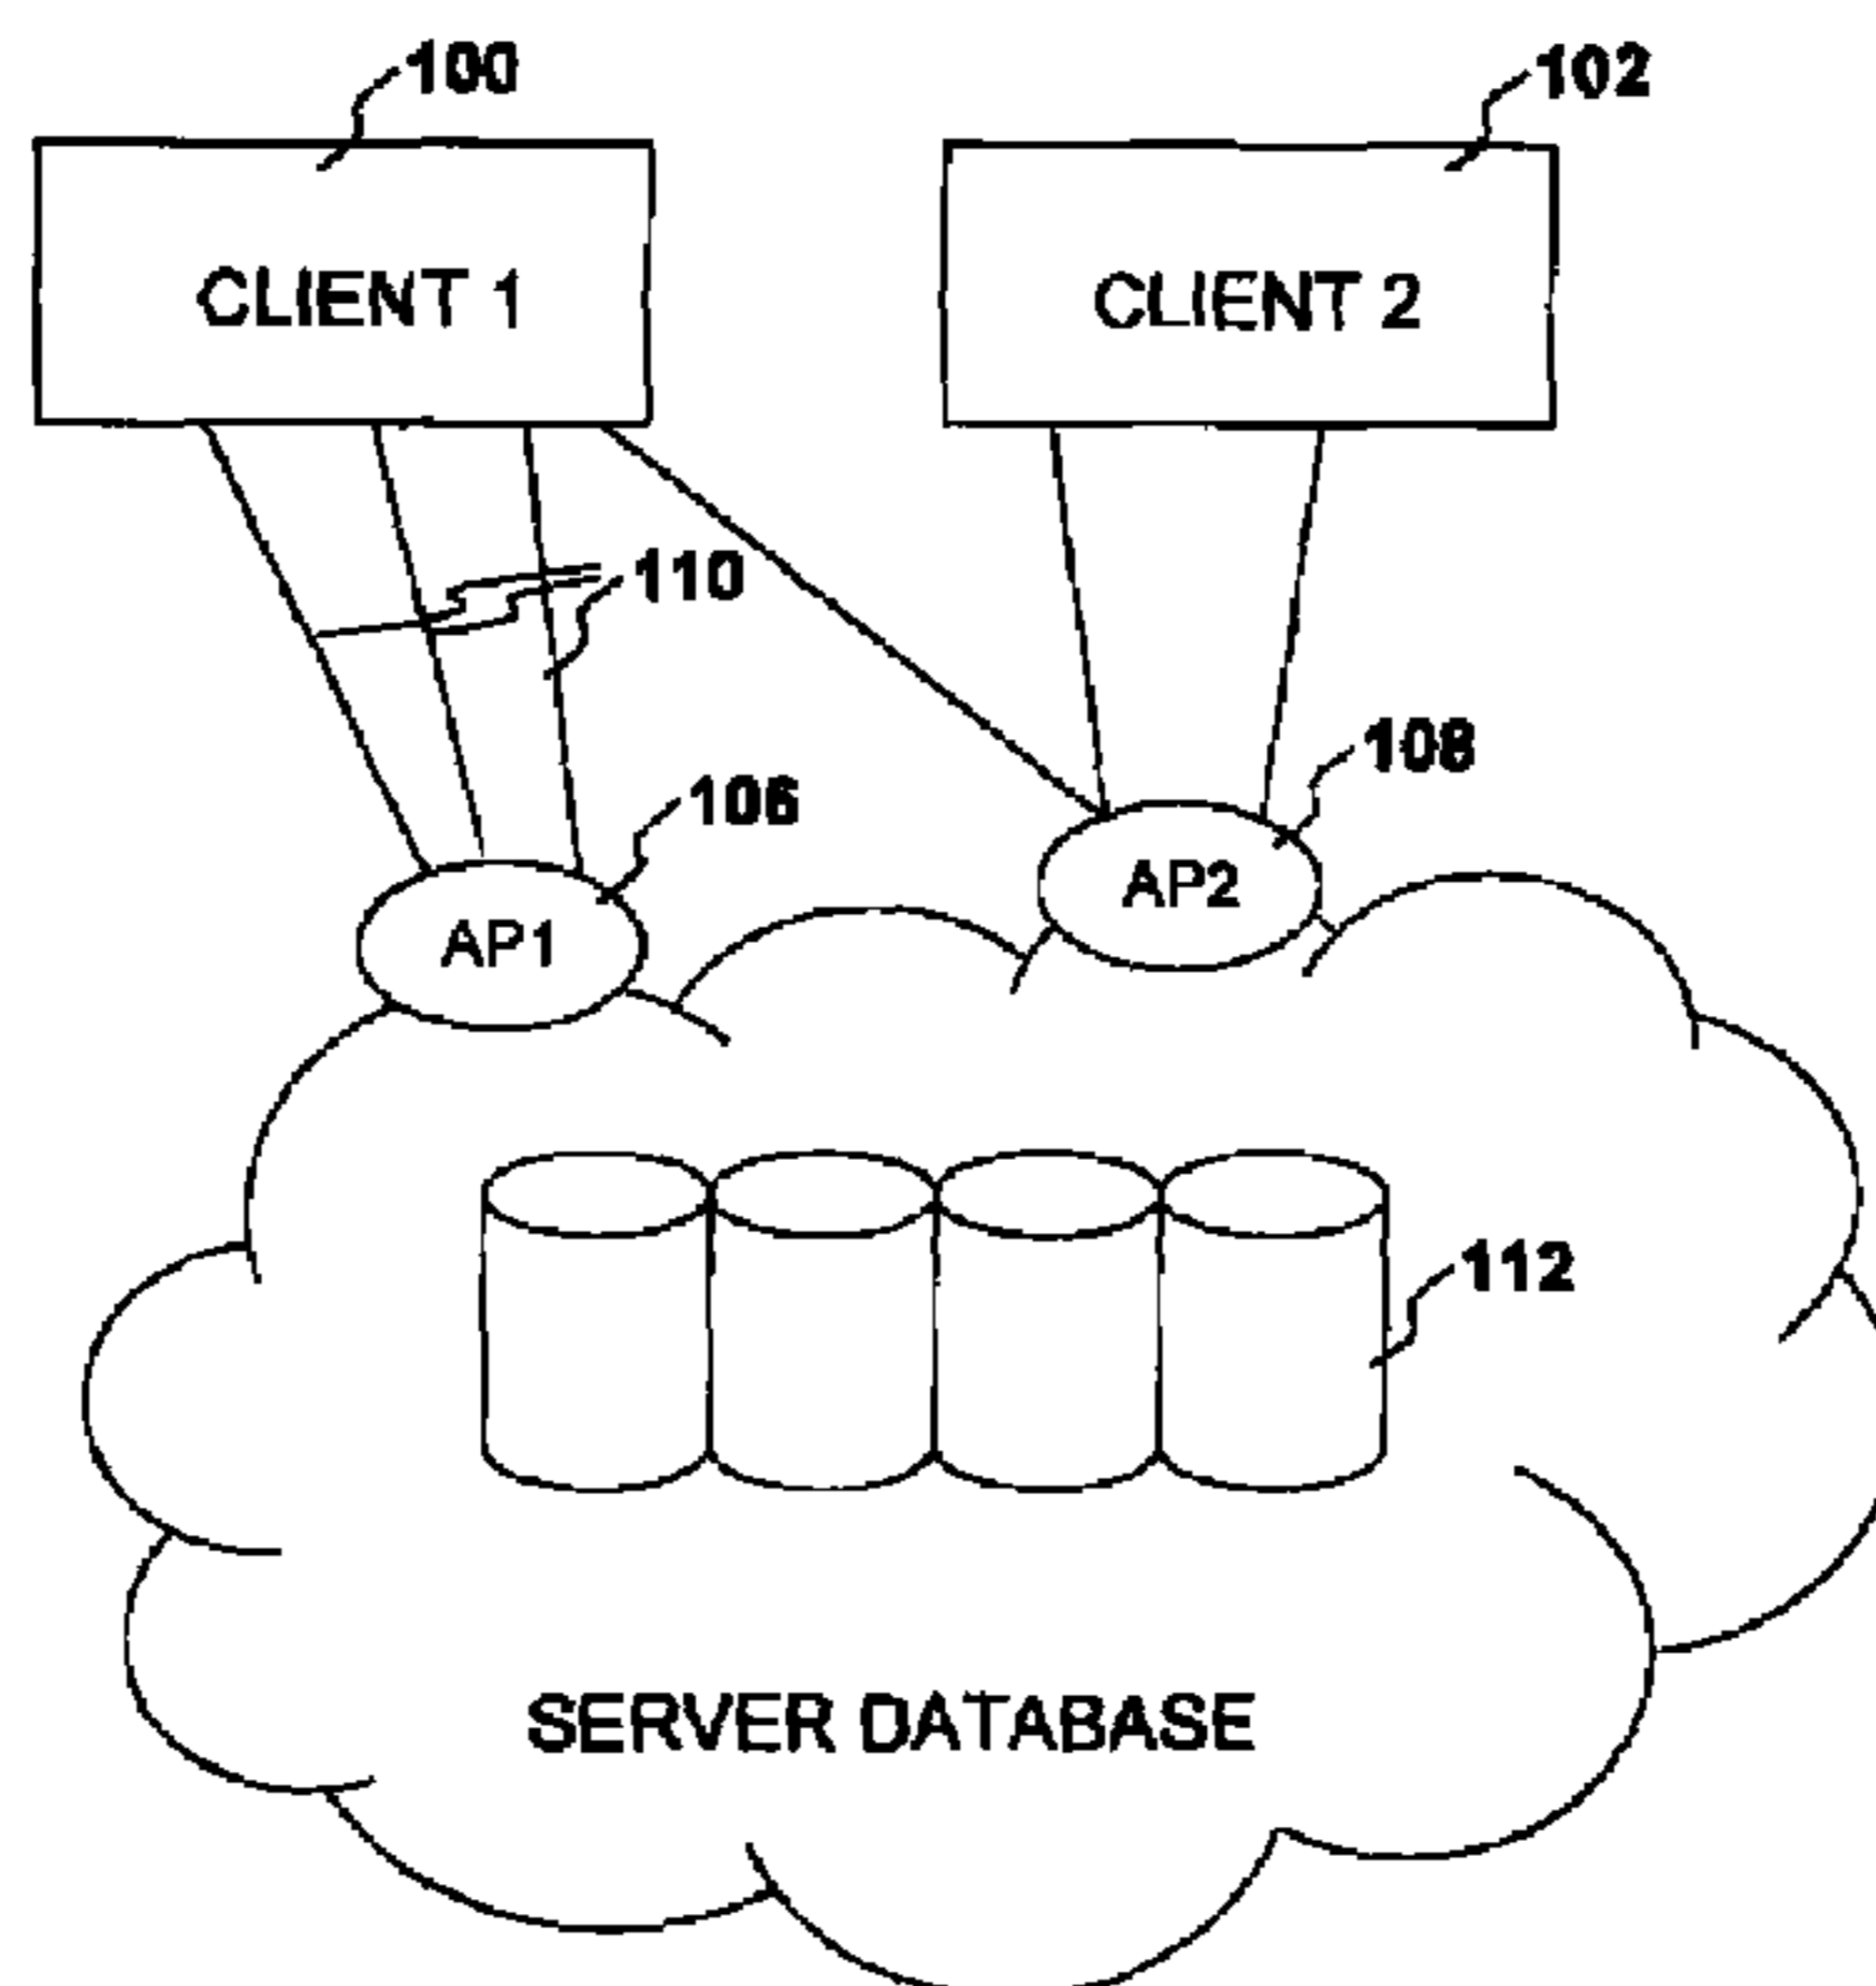 100
102
CLIENT 1
CLIENT 2
110
108
106
AP2
AP1
112
SERVER DATABASE